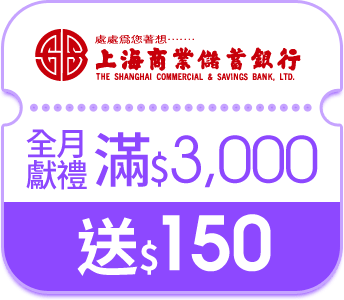 處處為您著想·······
上海商業儲蓄銀行
THE SHANGHAI COMMERCIAL & SAVINGS BANK, LTD.
全月
獻禮
滿$3,000
送$150